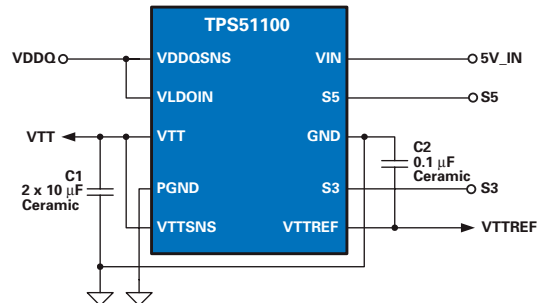 TPS51100
VDDQ
VDDQSNS
VIN
5V_IN
VLDOIN
S5
S5
VTT
VTT
GND
C2
0.1 μF
Ceramic
C1
2 x 10 μF
Ceramic
PGND
S3
S3
VTTSNS
VTTREF
VTTREF